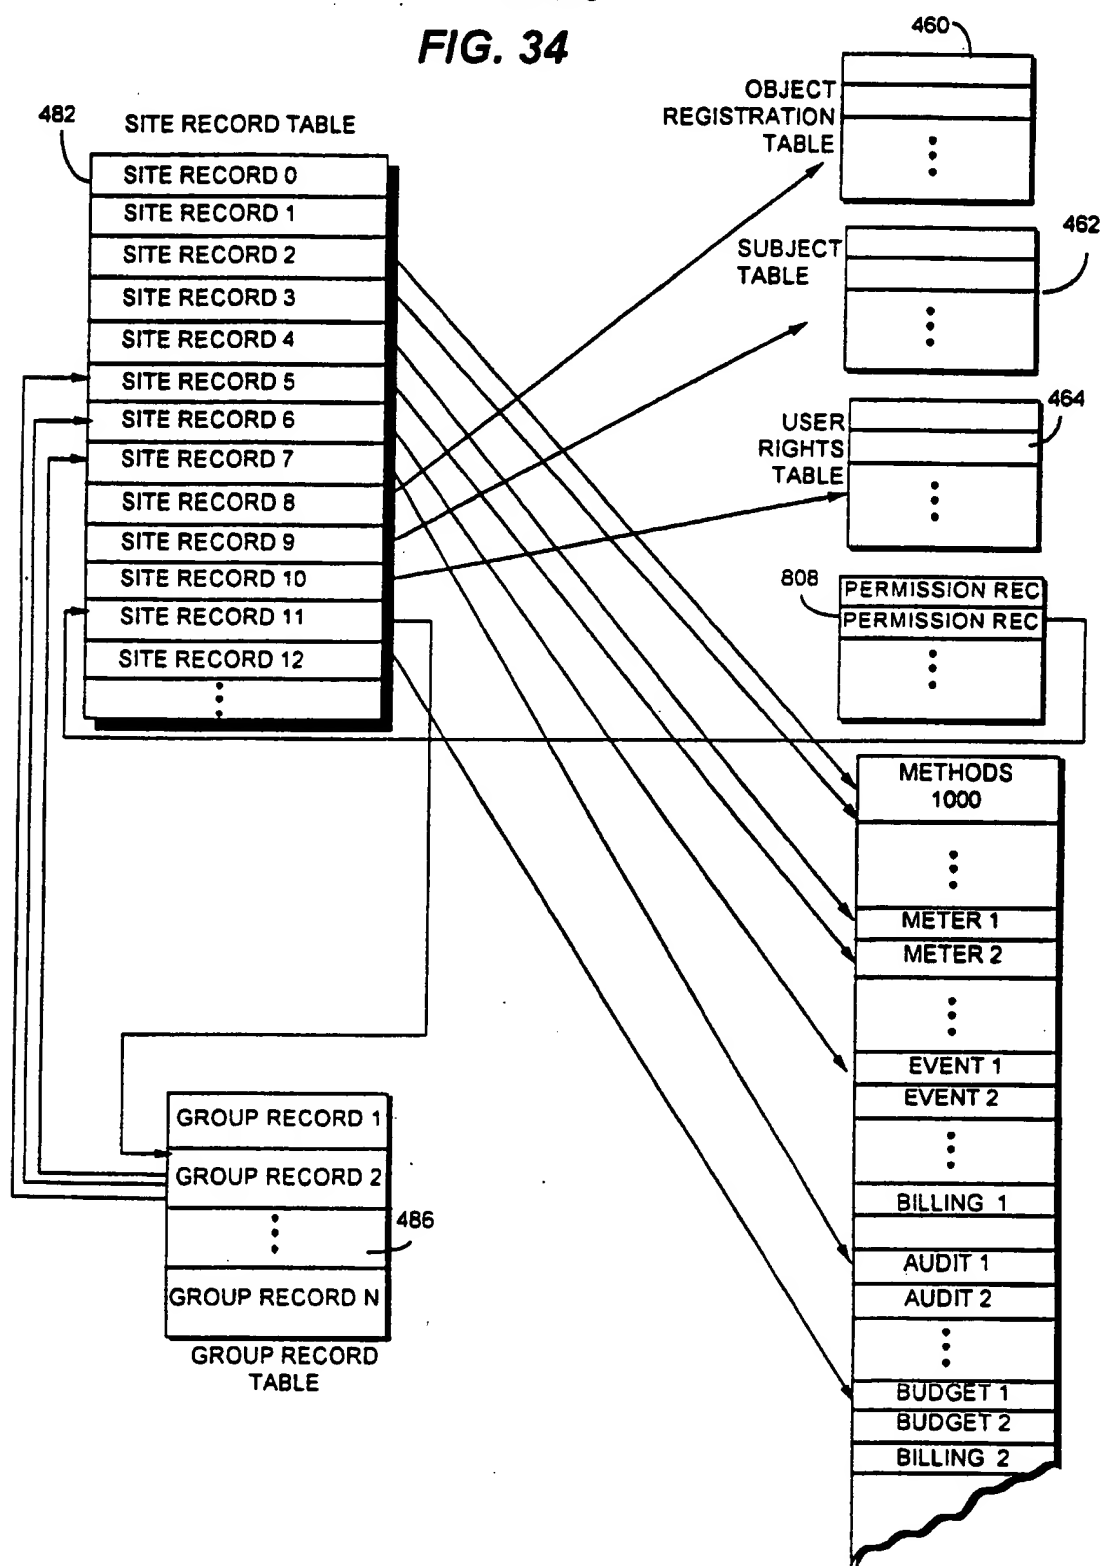 FIG. 34
460
OBJECT
REGISTRATION
TABLE
482
SITE RECORD TABLE
SITE RECORD 0
SITE RECORD 1
SITE RECORD 2
SITE RECORD 3
SITE RECORD 4
SITE RECORD 5
SITE RECORD 6
SITE RECORD 7
SITE RECORD 8
SITE RECORD 9
SITE RECORD 10
SITE RECORD 11
SITE RECORD 12
462
SUBJECT
TABLE
464
USER
RIGHTS
TABLE
808
PERMISSION REC
PERMISSION REC
METHODS
1000
METER 1
METER 2
EVENT 1
EVENT 2
BILLING 1
AUDIT 1
AUDIT 2
BUDGET 1
BUDGET 2
BILLING 2
GROUP RECORD 1
GROUP RECORD 2
486
GROUP RECORD N
GROUP RECORD
TABLE